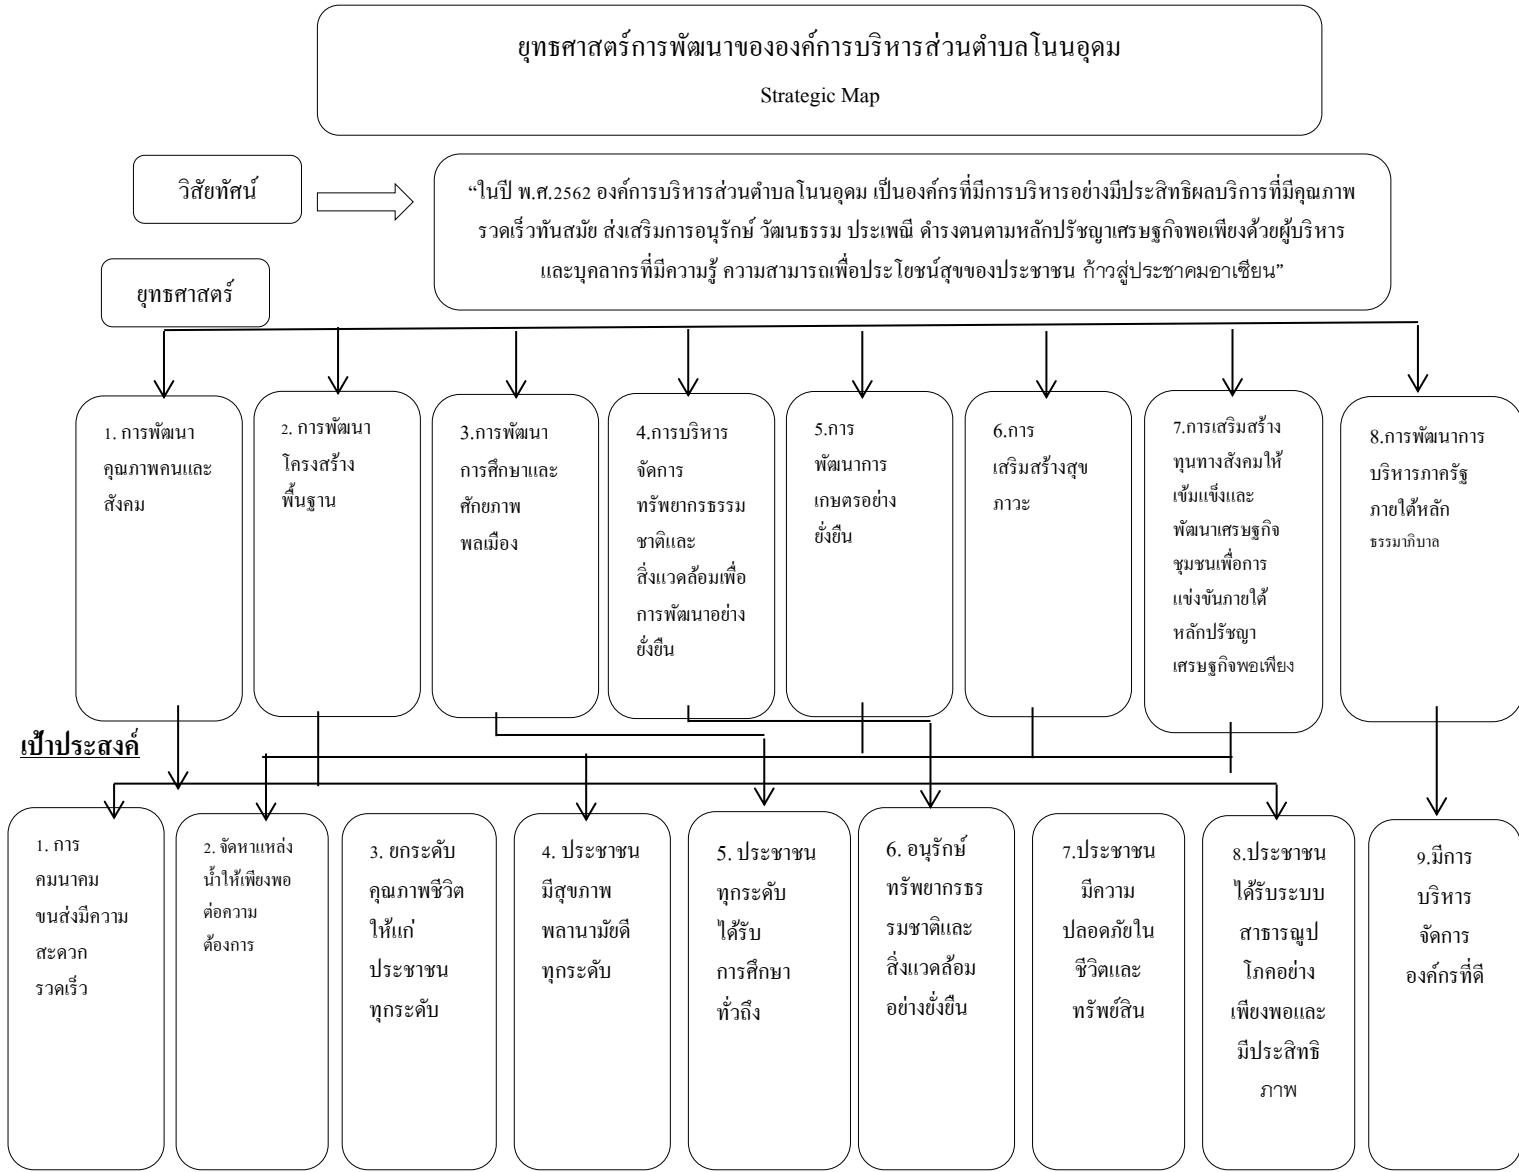 ยุทธศาสตร์การพัฒนาขององค์การบริหารส่วนตำบลโนนอุดม
Strategic Map
วิสัยทัศน์
“ในปี พ.ศ.2562 องค์การบริหารส่วนตำบลโนนอุดม เป็นองค์กรที่มีการบริหารอย่างมีประสิทธิผลบริการที่มีคุณภาพ
รวดเร็วทันสมัย ส่งเสริมการอนุรักษ์ วัฒนธรรม ประเพณี ดำรงตนตามหลักปรัชญาเศรษฐกิจพอเพียงด้วยผู้บริหาร
และบุคลากรที่มีความรู้ ความสามารถเพื่อประโยชน์สุขของประชาชน ก้าวสู่ประชาคมอาเซียน”
ยุทธศาสตร์
1. การพัฒนา
คุณภาพคนและ
สังคม
2. การพัฒนา
โครงสร้าง
พื้นฐาน
3.การพัฒนา
การศึกษาและ
ศักยภาพ
พลเมือง
4.การบริหาร
จัดการ
ทรัพยากรธรรม
ชาติและ
สิ่งแวดล้อมเพื่อ
การพัฒนาอย่าง
ยั่งยืน
5.การ
พัฒนาการ
เกษตรอย่าง
ยั่งยืน
6.การ
เสริมสร้างสุข
ภาวะ
7.การเสริมสร้าง
ทุนทางสังคมให้
เข้มแข็งและ
พัฒนาเศรษฐกิจ
ชุมชนเพื่อการ
แข่งขันภายใต้
หลักปรัชญา
เศรษฐกิจพอเพียง
8.การพัฒนาการ
บริหารภาครัฐ
ภายใต้หลัก
ธรรมาภิบาล
เป้าประสงค์
1. การ
คมนาคม
ขนส่งมีความ
สะดวก
รวดเร็ว
2. จัดหาแหล่ง
น้ำให้เพียงพอ
ต่อความ
ต้องการ
3. ยกระดับ
คุณภาพชีวิต
ให้แก่
ประชาชน
ทุกระดับ
4. ประชาชน
มีสุขภาพ
พลานามัยดี
ทุกระดับ
5. ประชาชน
ทุกระดับ
ได้รับ
การศึกษา
ทั่วถึง
6. อนุรักษ์
ทรัพยากรธร
รมชาติและ
สิ่งแวดล้อม
อย่างยั่งยืน
7.ประชาชน
มีความ
ปลอดภัยใน
ชีวิตและ
ทรัพย์สิน
8.ประชาชน
ได้รับระบบ
สาธารณูป
โภคอย่าง
เพียงพอและ
มีประสิทธิ
ภาพ
9.มีการ
บริหาร
จัดการ
องค์กรที่ดี